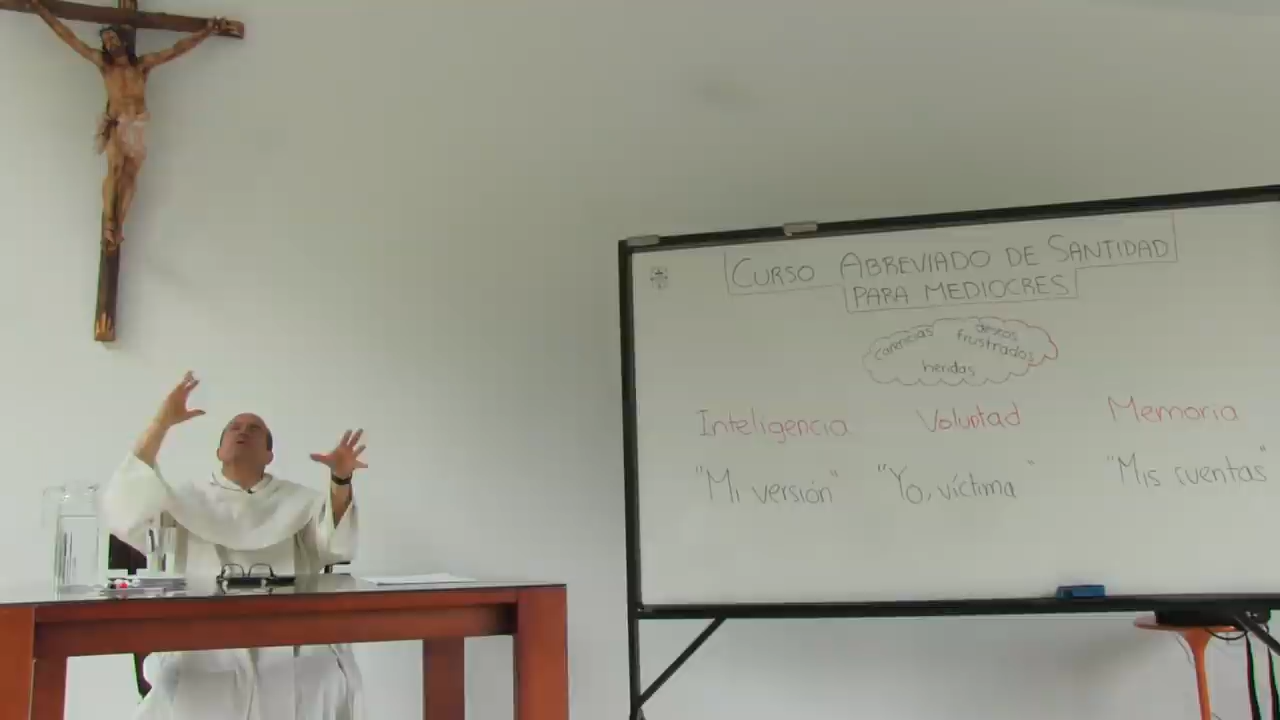 CURSO ABREVIADO DE SANTIDAD
PARA MEDIOCRES
carencias deseos frustrados
heridas
Inteligencia Voluntad Memoria
"Mi versión" "Yo, víctima" "Mis cuentas"